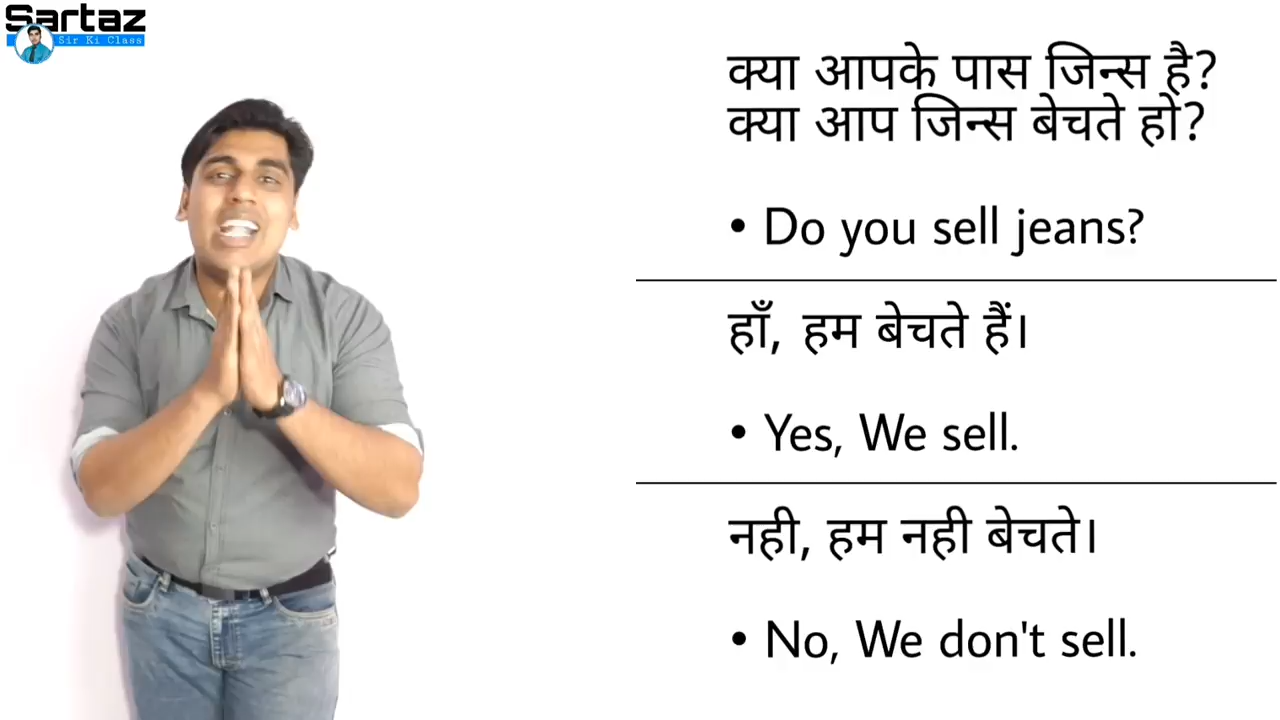 Sartaz
Sir Ki Class
क्या आपके पास जिन्स है?
क्या आप जिन्स बेचते हो?
• Do you sell jeans?
हाँ, हम बेचते हैं।
• Yes, We sell.
नही, हम नही बेचते।
• No, We don't sell.